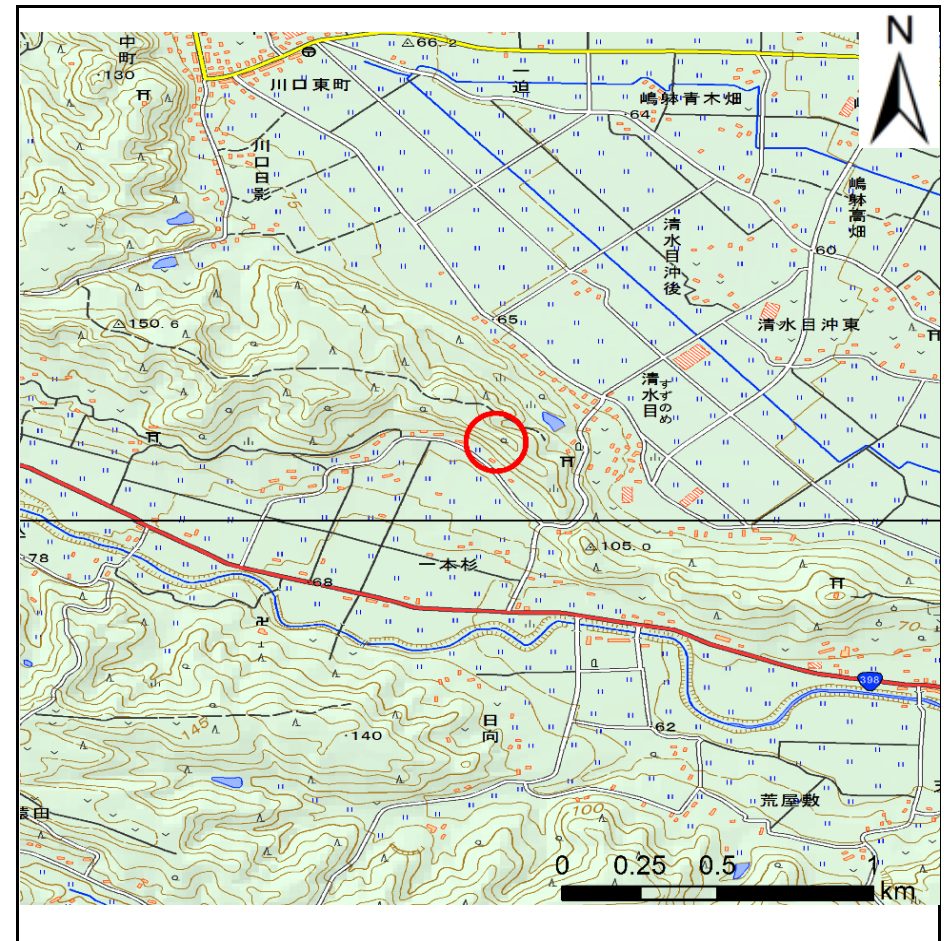 N
中町
66.2
130
川口東町
一迫
嶋躰青木畑
64
川口日影
嶋躰高畑
清水目沖後
60
65
150.6
清水目沖東
清水目
すずのめ
105.0
78
一本杉
68
70
398
145
140
日向
62
100
荒屋敷
0 0.25 0.5 1
km